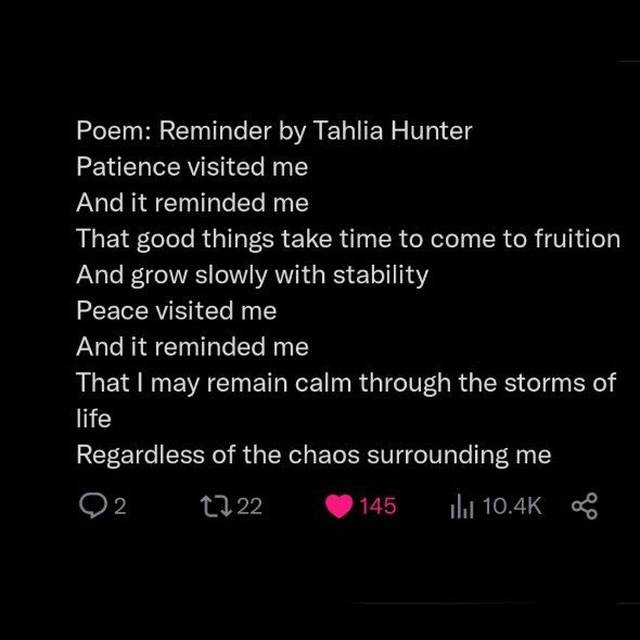 Poem: Reminder by Tahlia Hunter
Patience visited me
And it reminded me
That good things take time to come to fruition
And grow slowly with stability
Peace visited me
And it reminded me
That I may remain calm through the storms of
life
Regardless of the chaos surrounding me
2 22 145 10.4K